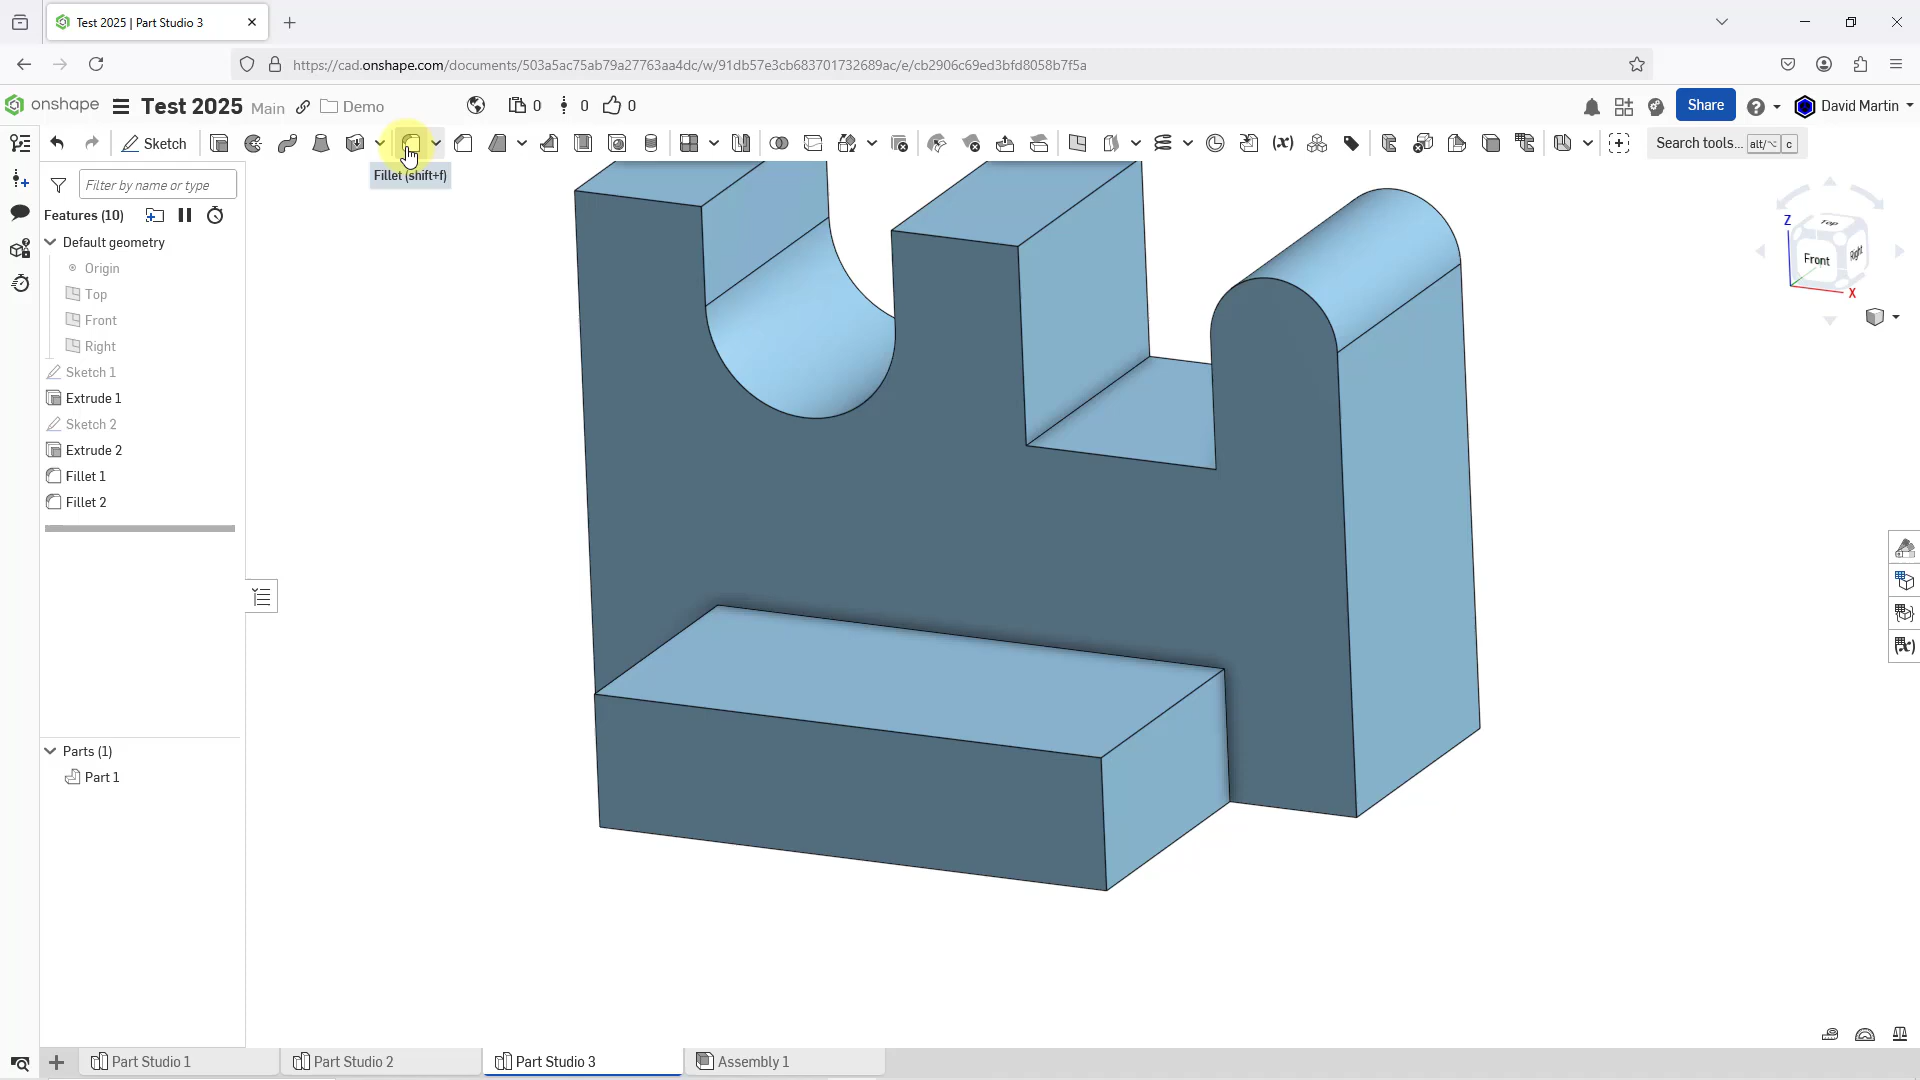 Test 2025 | Part Studio 3
https://cad.onshape.com/documents/503a5ac75ab79a27763aa4dc/w/91db57e3cb683701732689ac/e/cb2906c69ed3bfd8058b7f5a
onshape Test 2025 Main Demo 0 0 0 Share David Martin
Sketch (x) Search tools... alt/⌥ c
Fillet (shift+f)
Filter by name or type
Features (10)
Default geometry
Origin
Top
Front
Right
Sketch 1
Extrude 1
Sketch 2
Extrude 2
Fillet 1
Fillet 2
Parts (1)
Part 1
Z
Top
Front
Right
X
(x)
Part Studio 1
Part Studio 2
Part Studio 3
Assembly 1